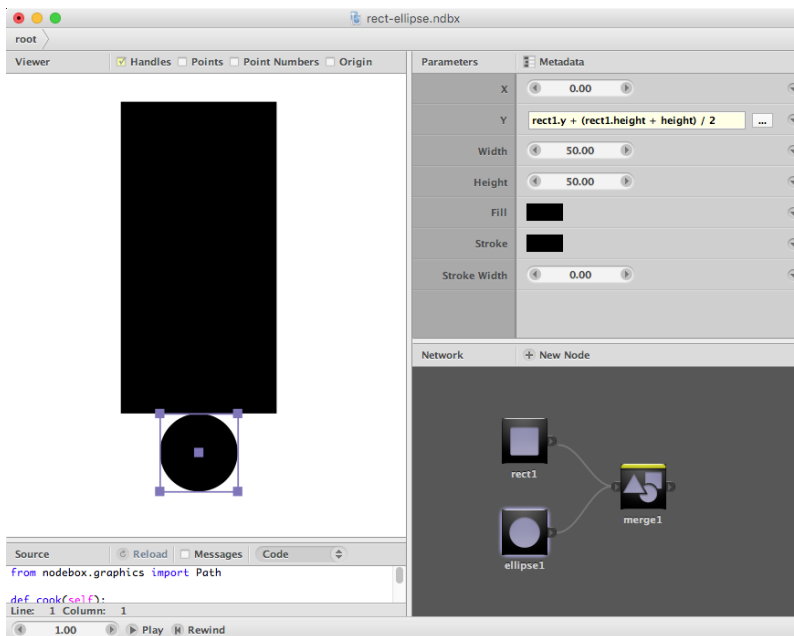 rect-ellipse.ndbx
root
Viewer Handles Points Point Numbers Origin
Parameters Metadata
X 0.00
Y rect1.y + (rect1.height + height) / 2 ...
Width 50.00
Height 50.00
Fill
Stroke
Stroke Width 0.00
Network New Node
rect1
merge1
ellipse1
Source Reload Messages Code
from nodebox.graphics import Path
def cook(self):
Line: 1 Column: 1
1.00 Play Rewind